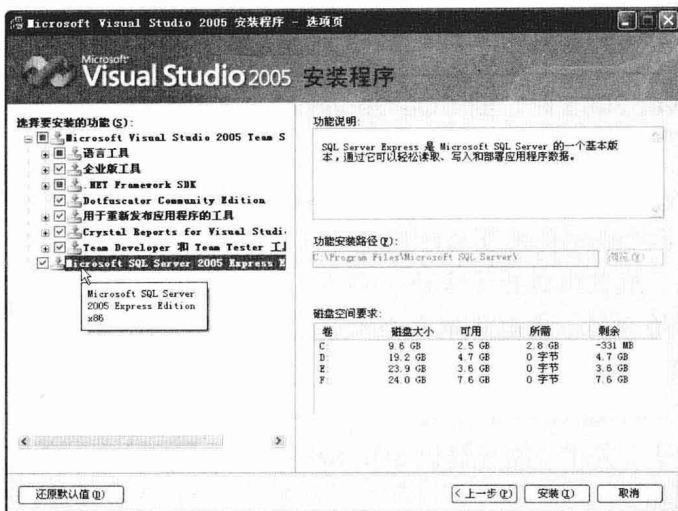 Microsoft Visual Studio 2005 安装程序 - 选项页
Microsoft
Visual Studio 2005 安装程序
选择要安装的功能(S):
Microsoft Visual Studio 2005 Team S
语言工具
企业版工具
.NET Framework SDK
Dotfuscator Community Edition
用于重新发布应用程序的工具
Crystal Reports for Visual Studi
Team Developer 和 Team Tester 工具
Microsoft SQL Server 2005 Express E
Microsoft SQL Server
2005 Express Edition
x86
功能说明:
SQL Server Express 是 Microsoft SQL Server 的一个基本版
本，通过它可以轻松读取、写入和部署应用程序数据。
功能安装路径(F):
C:\Program Files\Microsoft SQL Server\
磁盘空间要求:
卷 磁盘大小 可用 所需 剩余
C: 9.6 GB 2.5 GB 2.8 GB -331 MB
D: 19.2 GB 4.7 GB 0 字节 4.7 GB
E: 23.9 GB 3.6 GB 0 字节 3.6 GB
F: 24.0 GB 7.6 GB 0 字节 7.6 GB
还原默认值(D)
<上一步(P)
安装(I)
取消